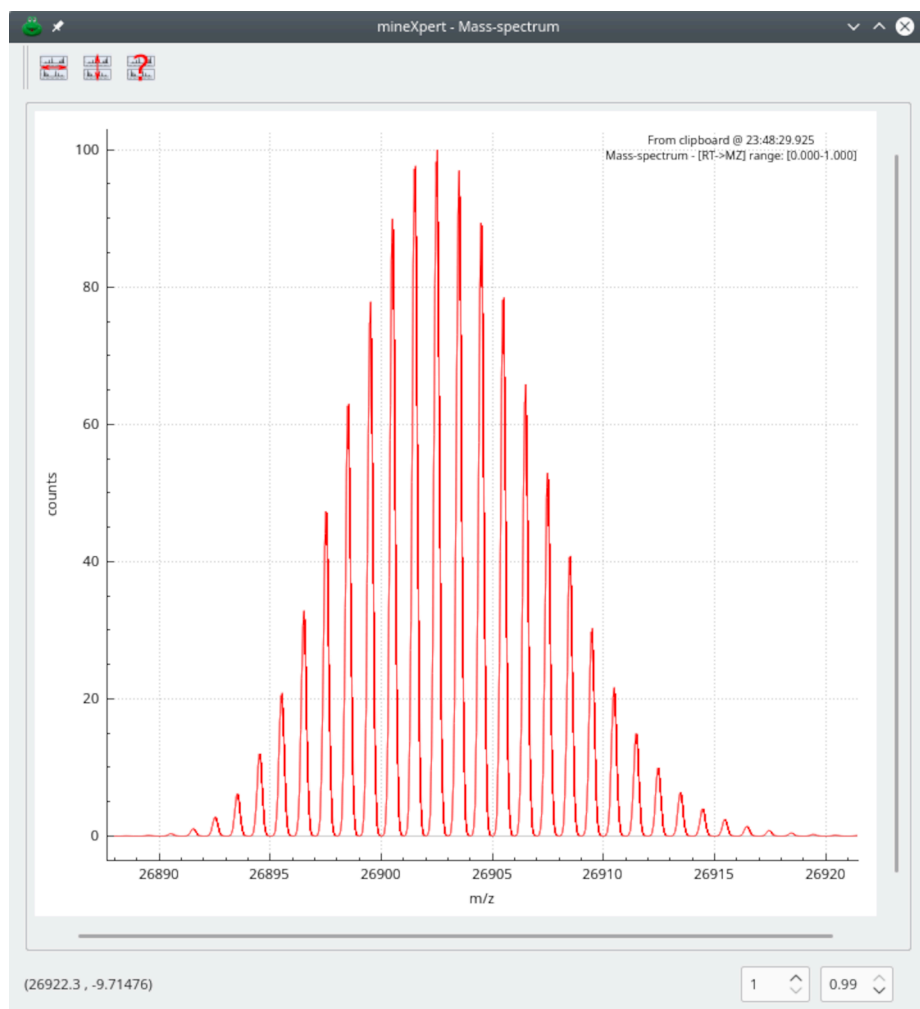 mineXpert - Mass-spectrum
From clipboard @ 23:48:29.925
Mass-spectrum - [RT->MZ] range: [0.000-1.000]
100
80
60
40
20
0
counts
26890 26895 26900 26905 26910 26915 26920
m/z
(26922.3 , -9.71476)
1
0.99